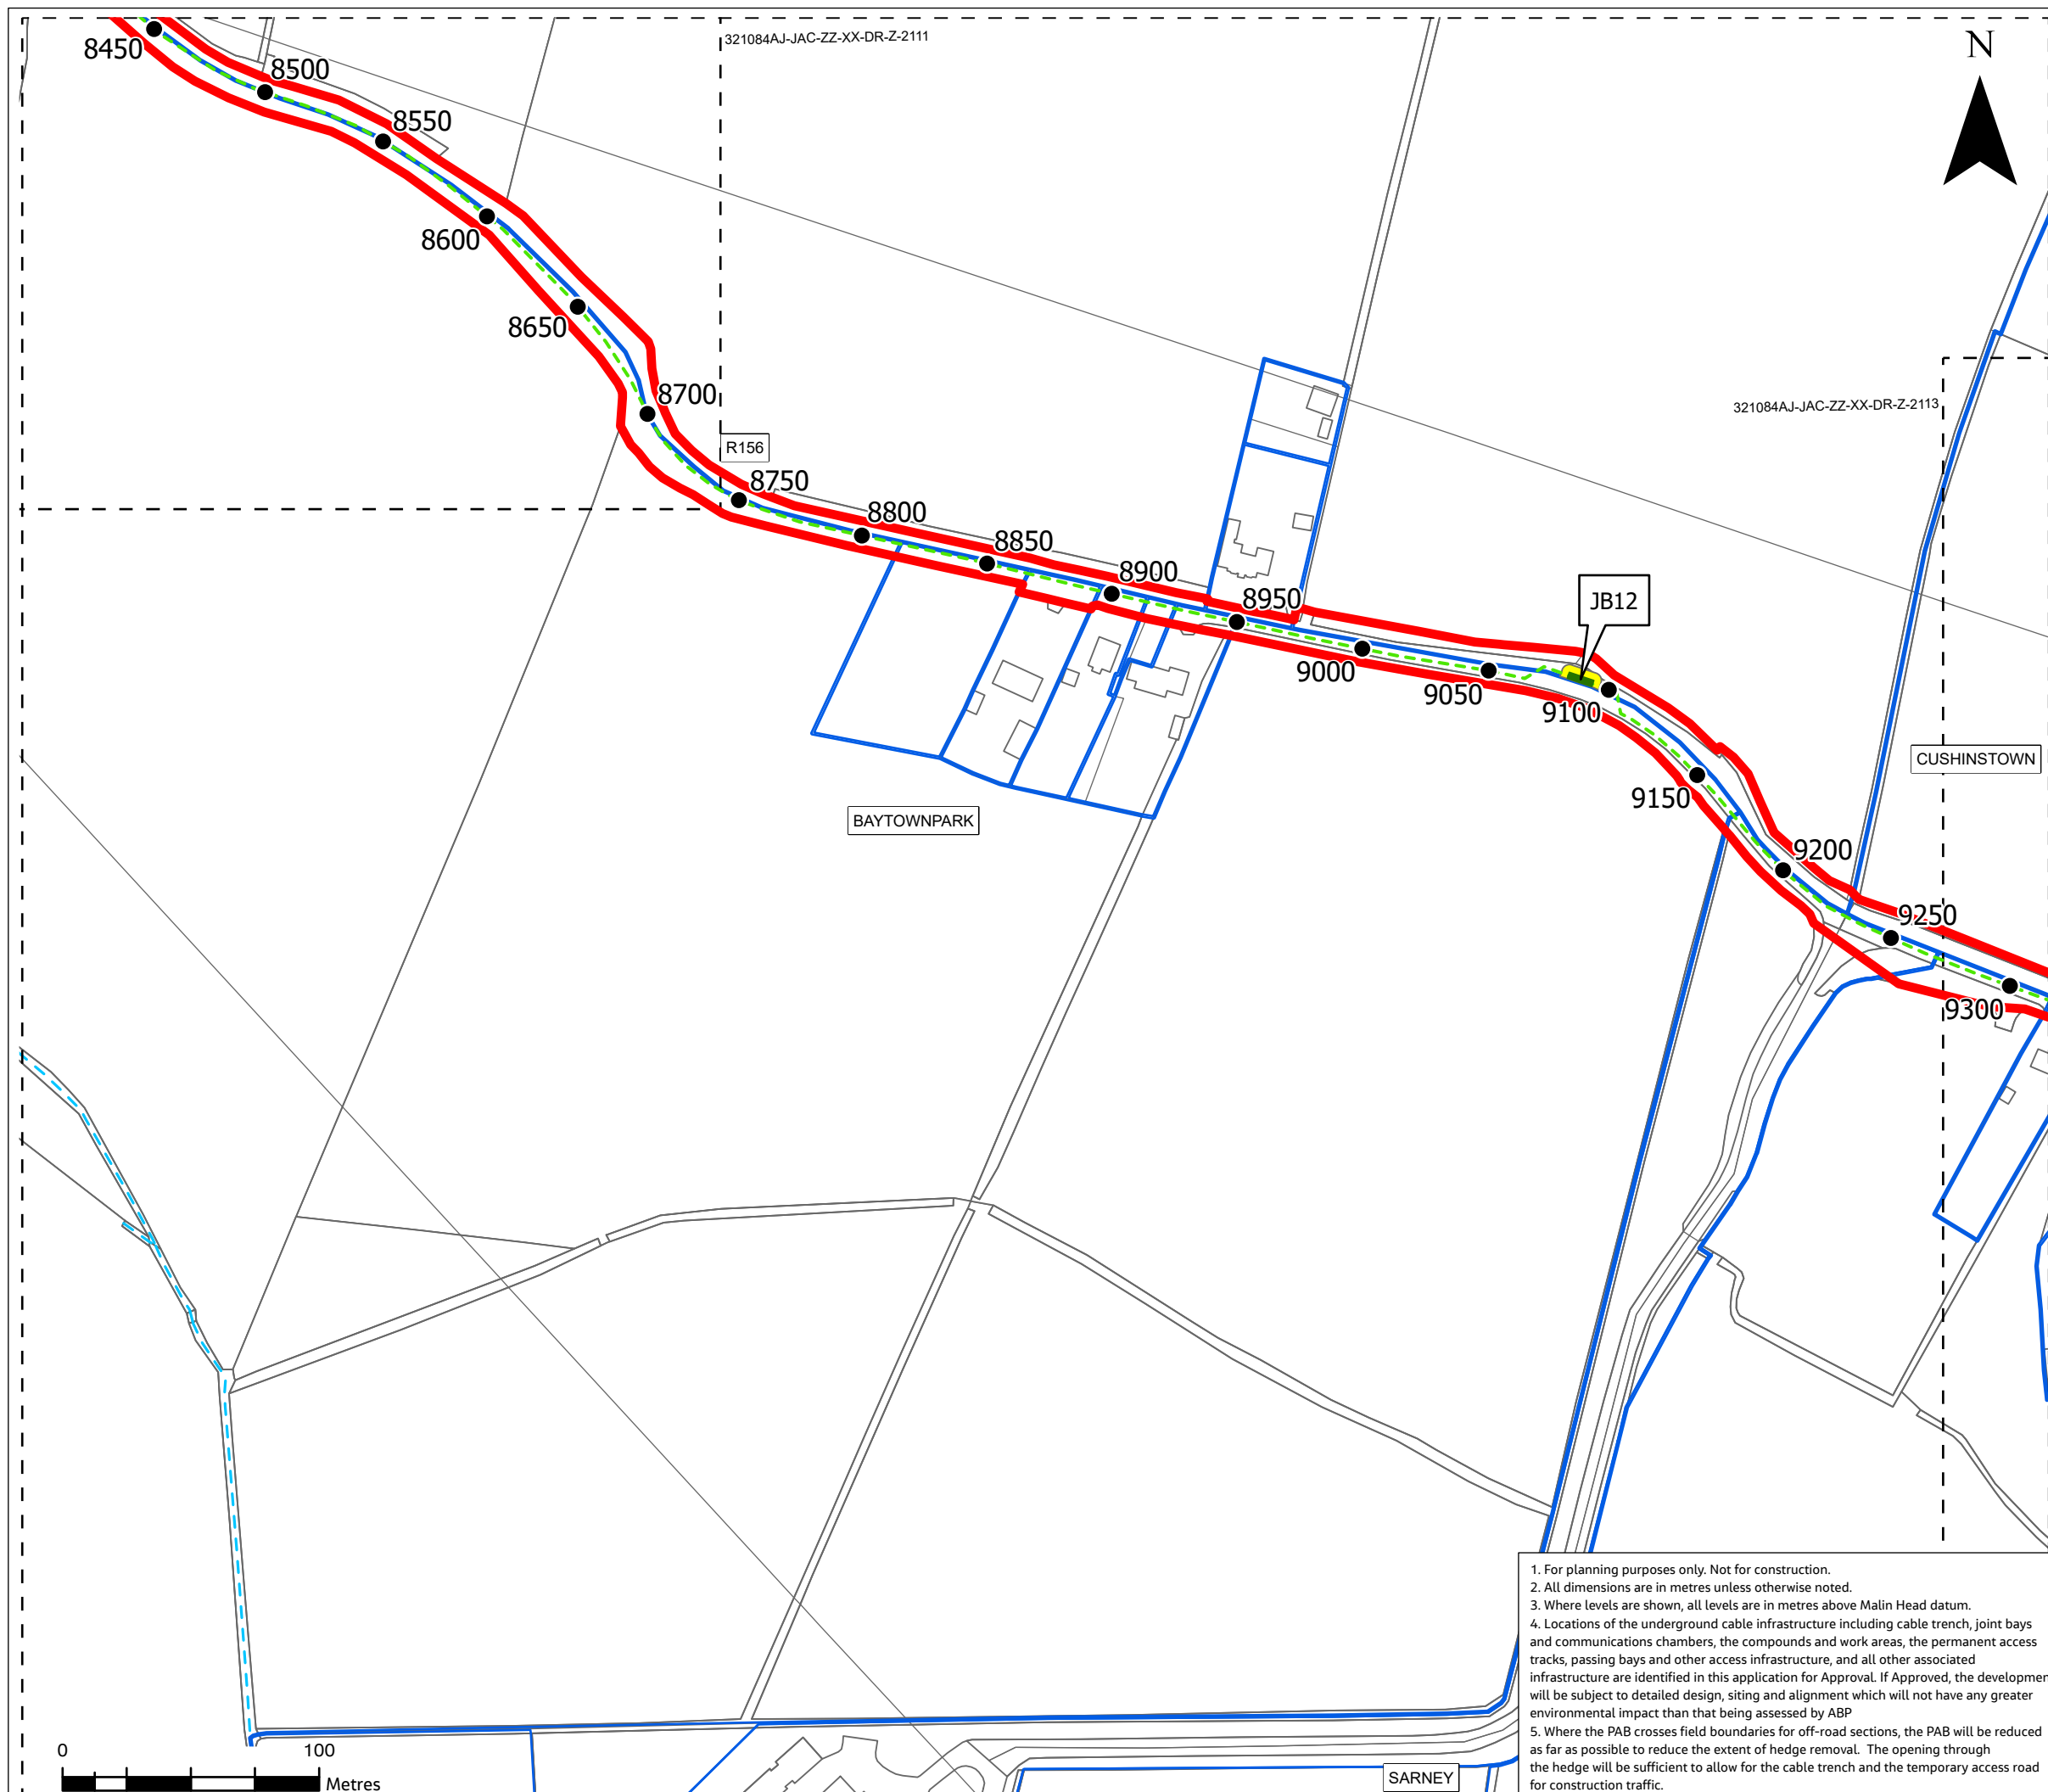 321084AJ-JAC-ZZ-XX-DR-Z-2111
N
8450
8500
8550
8600
8650
8700
R156
8750
8800
8850
8900
8950
9000
9050
JB12
9100
9150
9200
9250
9300
321084AJ-JAC-ZZ-XX-DR-Z-2113
CUSHINSTOWN
BAYTOWNPARK
1. For planning purposes only. Not for construction.
2. All dimensions are in metres unless otherwise noted.
3. Where levels are shown, all levels are in metres above Malin Head datum.
4. Locations of the underground cable infrastructure including cable trench, joint bays
and communications chambers, the compounds and work areas, the permanent access
tracks, passing bays and other access infrastructure, and all other associated
infrastructure are identified in this application for Approval. If Approved, the developmen
will be subject to detailed design, siting and alignment which will not have any greater
environmental impact than that being assessed by ABP
5. Where the PAB crosses field boundaries for off-road sections, the PAB will be reduced
as far as possible to reduce the extent of hedge removal. The opening through
the hedge will be sufficient to allow for the cable trench and the temporary access road
for construction traffic.
SARNEY
0 100
Metres